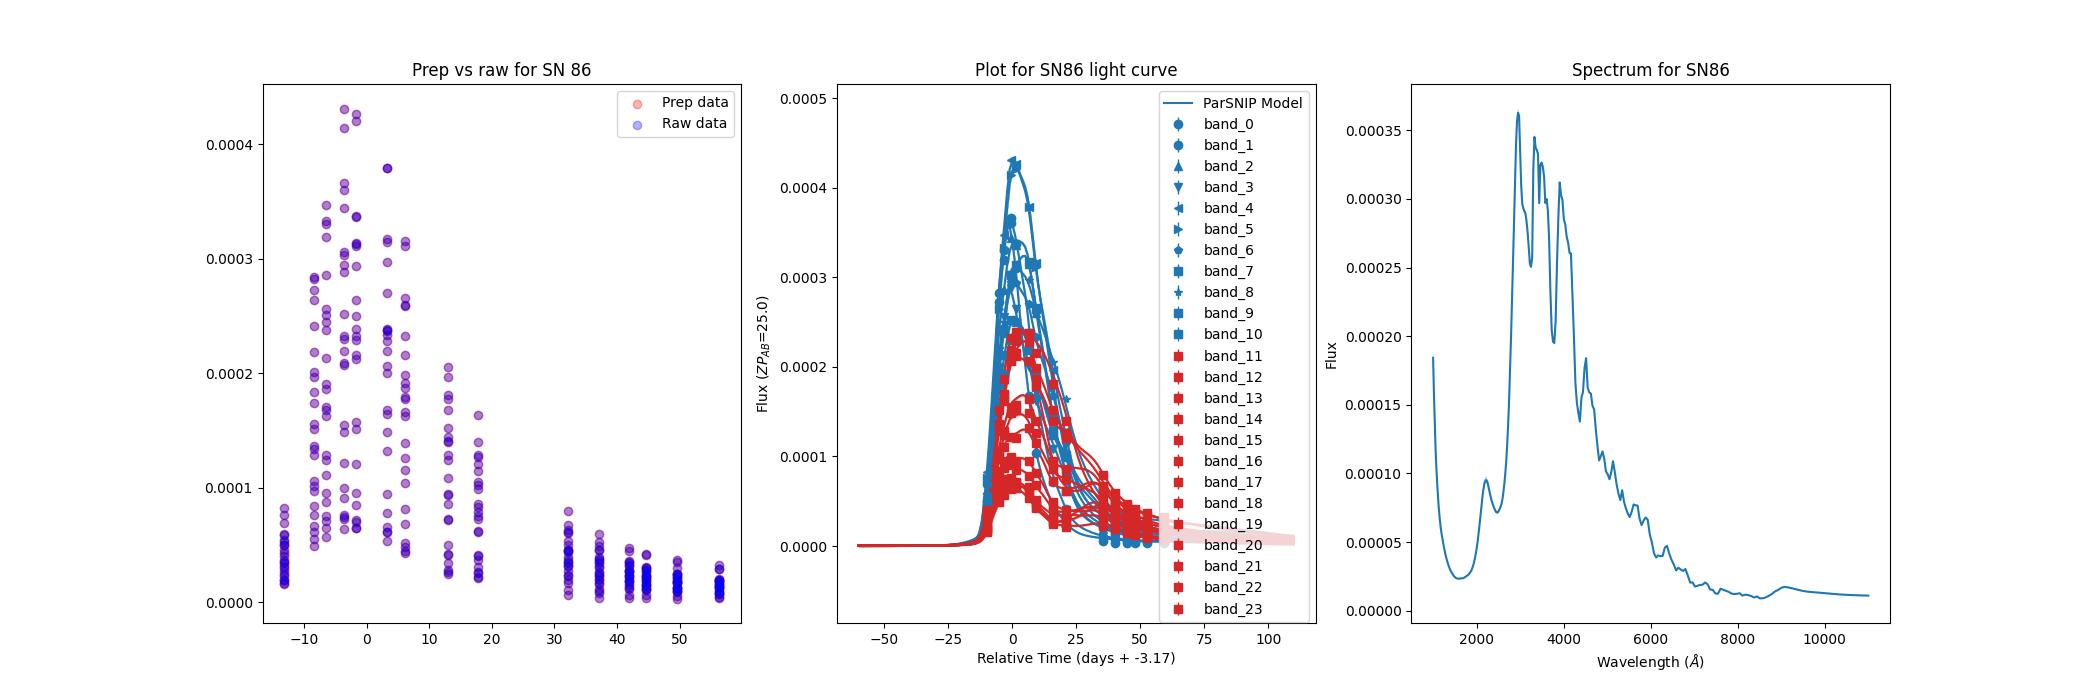 Prep vs raw for SN 86
Prep data
Raw data
0.0004
0.0003
0.0002
0.0001
0.0000
−10
0
10
20
30
40
50
Plot for SN86 light curve
ParSNIP Model
band_0
band_1
band_2
band_3
band_4
band_5
band_6
band_7
band_8
band_9
band_10
band_11
band_12
band_13
band_14
band_15
band_16
band_17
band_18
band_19
band_20
band_21
band_22
band_23
Flux (ZP_AB=25.0)
0.0005
0.0004
0.0003
0.0002
0.0001
0.0000
−50
−25
0
25
50
75
100
Relative Time (days + -3.17)
Spectrum for SN86
Flux
0.00035
0.00030
0.00025
0.00020
0.00015
0.00010
0.00005
0.00000
2000
4000
6000
8000
10000
Wavelength (Å)